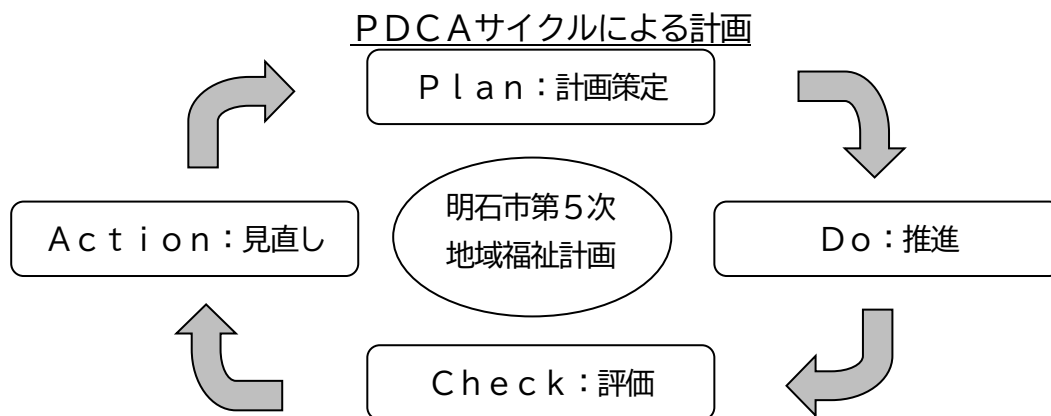 ＰＤＣＡサイクルによる計画
Ｐｌａｎ：計画策定
明石市第５次
地域福祉計画
Ａｃｔｉｏｎ：見直し
Ｄｏ：推進
Ｃｈｅｃｋ：評価